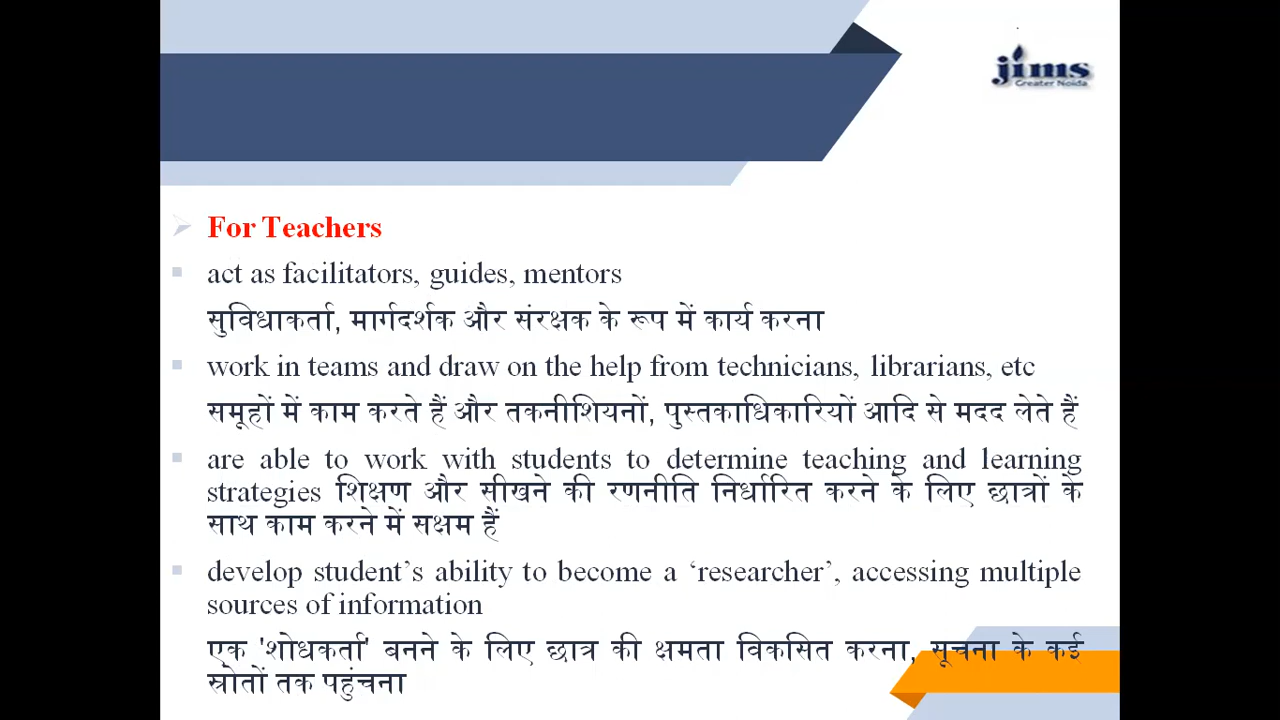 jims
Greater Noida
For Teachers
act as facilitators, guides, mentors
सुविधाकर्ता, मार्गदर्शक और संरक्षक के रूप में कार्य करना
work in teams and draw on the help from technicians, librarians, etc
समूहों में काम करते हैं और तकनीशियनों, पुस्तकाधिकारियों आदि से मदद लेते हैं
are able to work with students to determine teaching and learning
strategies शिक्षण और सीखने की रणनीति निर्धारित करने के लिए छात्रों के
साथ काम करने में सक्षम हैं
develop student’s ability to become a ‘researcher’, accessing multiple
sources of information
एक 'शोधकर्ता' बनने के लिए छात्र की क्षमता विकसित करना, सूचना के कई
स्रोतों तक पहुंचना